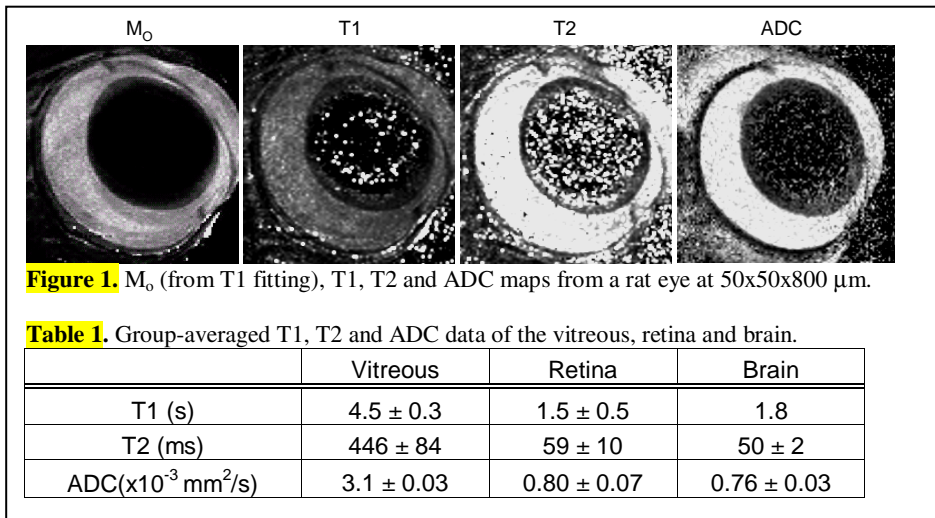 M_O T1 T2 ADC
Figure 1. M_o (from T1 fitting), T1, T2 and ADC maps from a rat eye at 50x50x800 μm.
Table 1. Group-averaged T1, T2 and ADC data of the vitreous, retina and brain.
Vitreous Retina Brain
T1 (s) 4.5 ± 0.3 1.5 ± 0.5 1.8
T2 (ms) 446 ± 84 59 ± 10 50 ± 2
ADC(x10⁻³ mm²/s) 3.1 ± 0.03 0.80 ± 0.07 0.76 ± 0.03